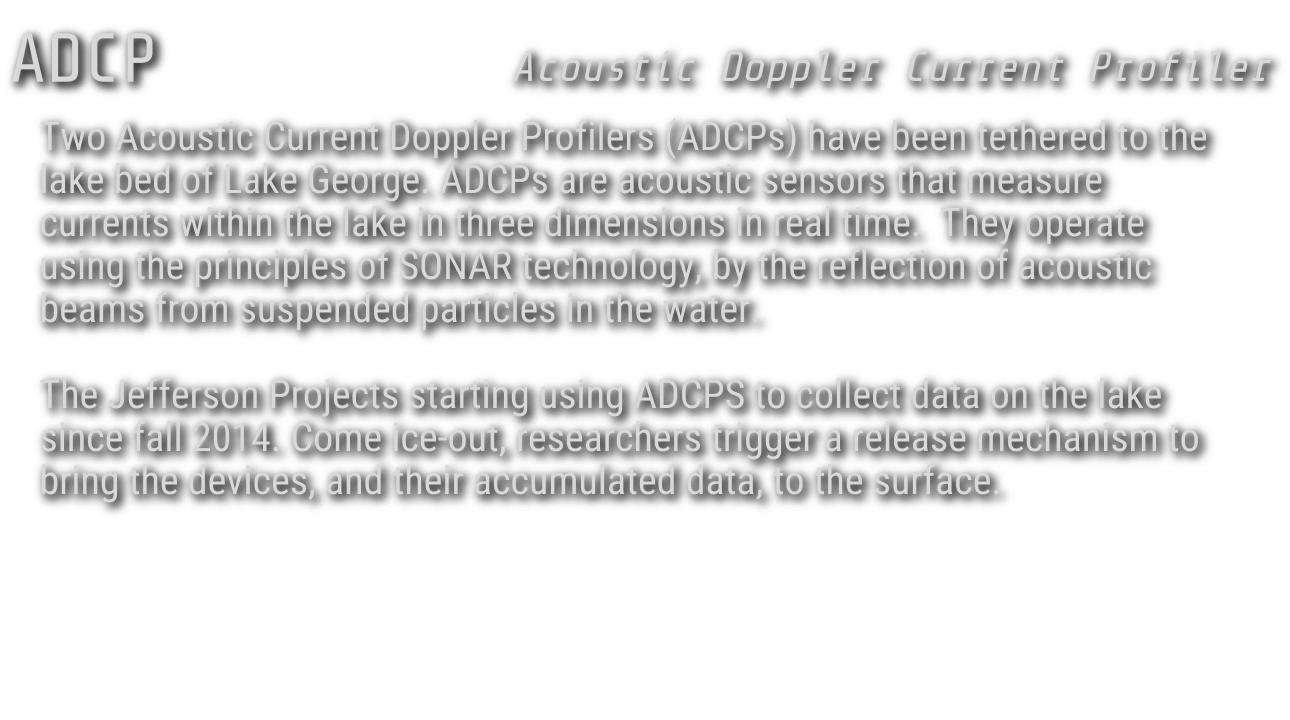 ADCP
Acoustic Doppler Current Profiler
Two Acoustic Current Doppler Profilers (ADCPs) have been tethered to the
lake bed of Lake George. ADCPs are acoustic sensors that measure
currents within the lake in three dimensions in real time.  They operate
using the principles of SONAR technology, by the reflection of acoustic
beams from suspended particles in the water.
The Jefferson Projects starting using ADCPS to collect data on the lake
since fall 2014. Come ice-out, researchers trigger a release mechanism to
bring the devices, and their accumulated data, to the surface.